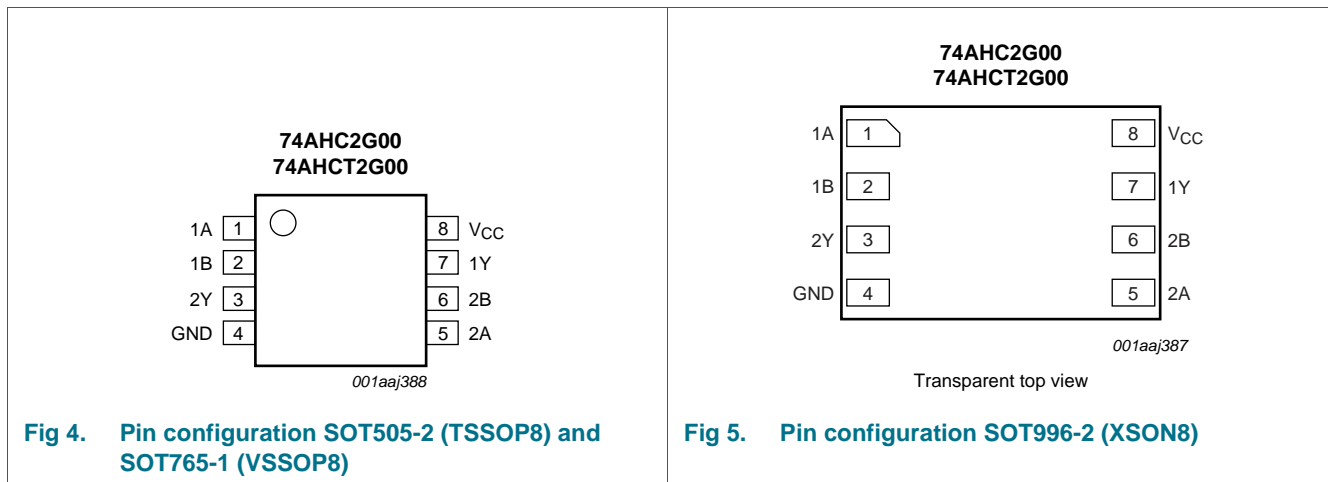 74AHC2G00
74AHCT2G00
1A 1 8 VCC
1B 2 7 1Y
2Y 3 6 2B
GND 4 5 2A
001aaj388
Fig 4. Pin configuration SOT505-2 (TSSOP8) and
SOT765-1 (VSSOP8)
74AHC2G00
74AHCT2G00
1A 1 8 VCC
1B 2 7 1Y
2Y 3 6 2B
GND 4 5 2A
001aaj387
Transparent top view
Fig 5. Pin configuration SOT996-2 (XSON8)